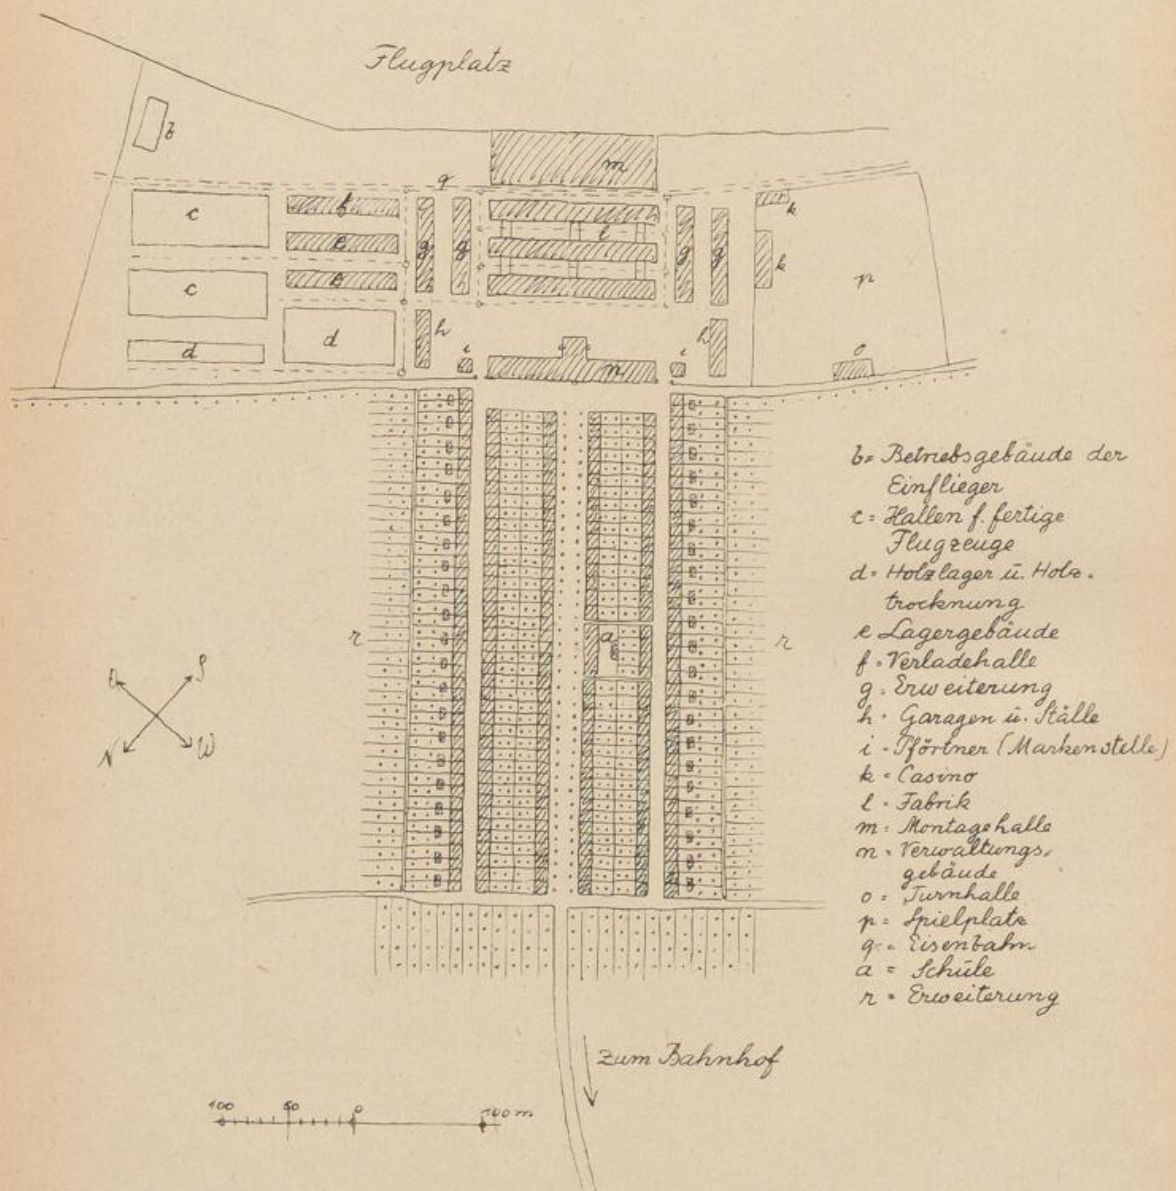 Flugplatz
b
m
q
c f g g l g g k
e k
c e p
d d h i n i h o
r a r
O S
N W
b = Betriebsgebäude der
Einflieger
c = Hallen f. fertige
Flugzeuge
d = Holzlager u. Holz-
trocknung
e Lagergebäude
f = Verladehalle
g = Erweiterung
h = Garagen u. Ställe
i = Pförtner (Markenstelle)
k = Casino
l = Fabrik
m = Montagehalle
n = Verwaltungs-
gebäude
o = Turnhalle
p = Spielplatz
q = Eisenbahn
a = Schule
r = Erweiterung
Zum Bahnhof
100 50 0 100 m